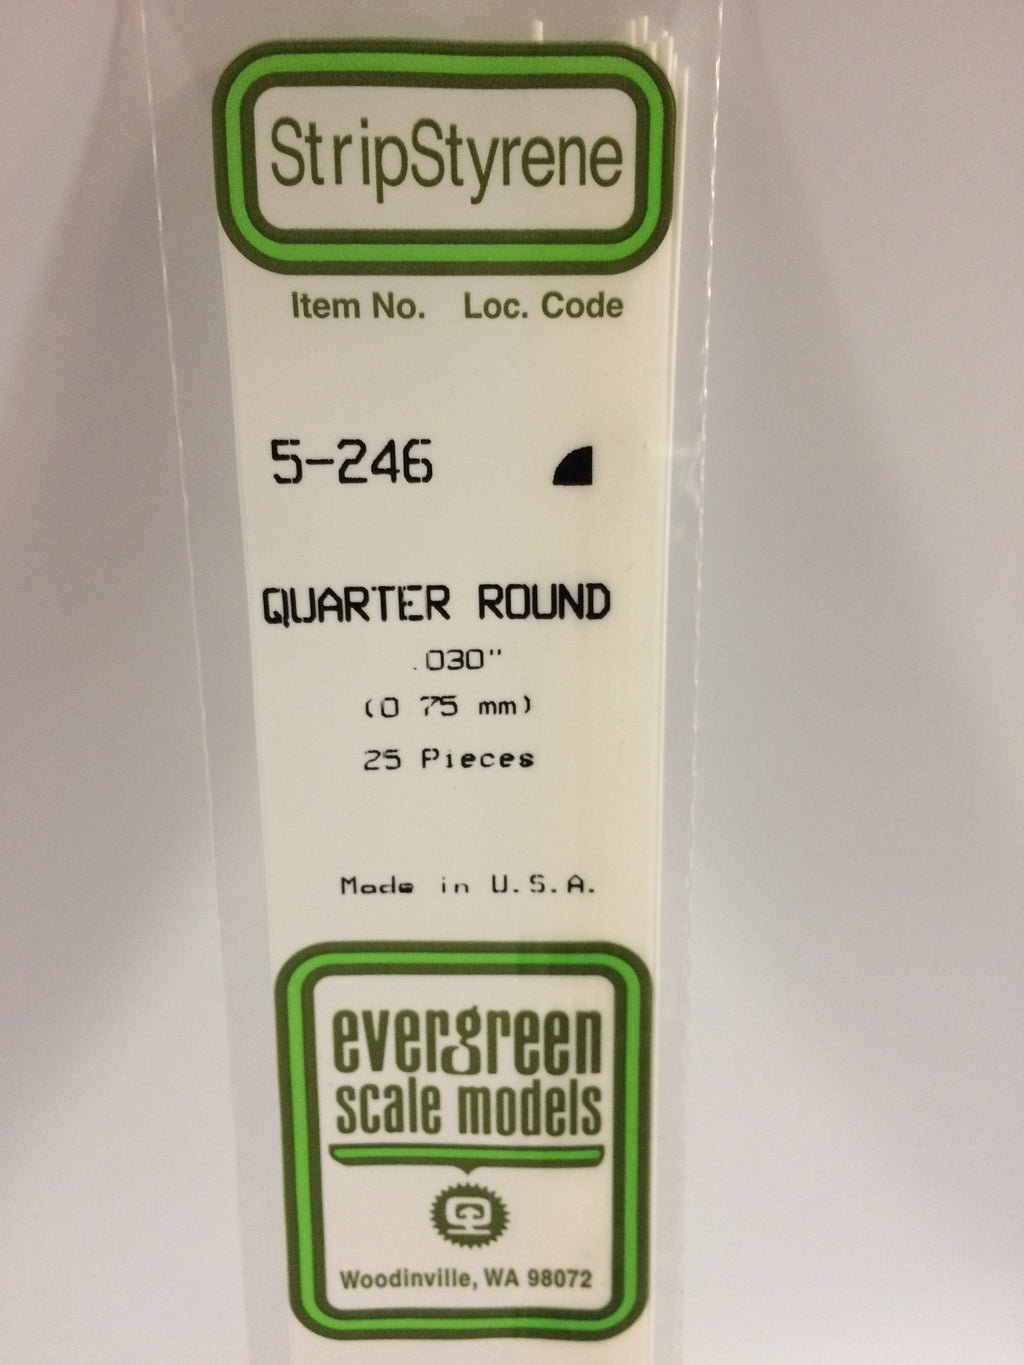 StripStyrene
Item No. Loc. Code
5-246
QUARTER ROUND
.030"
(0 75 mm)
25 Pieces
Made in U.S.A.
evergreen
scale models
Woodinville, WA 98072